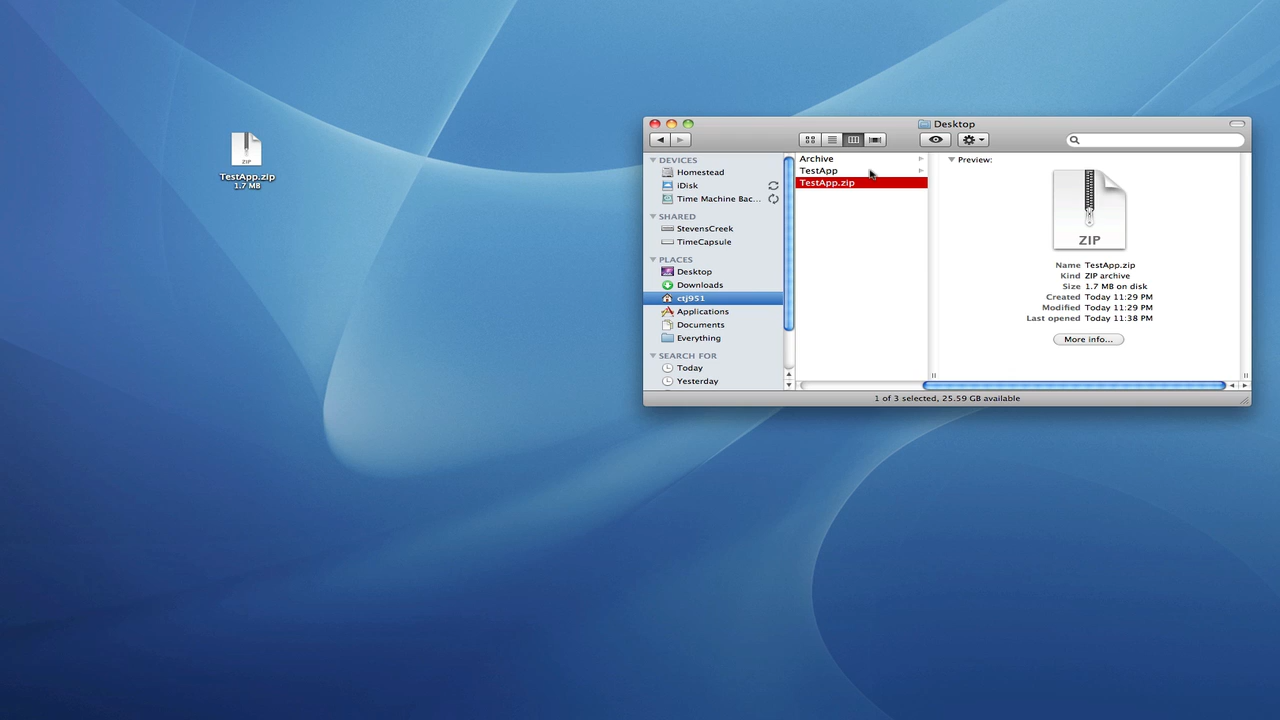 ZIP
TestApp.zip
1.7 MB
Desktop
DEVICES
Homestead
iDisk
Time Machine Bac...
SHARED
StevensCreek
TimeCapsule
PLACES
Desktop
Downloads
ctj951
Applications
Documents
Everything
SEARCH FOR
Today
Yesterday
Archive
TestApp
TestApp.zip
Preview:
ZIP
Name TestApp.zip
Kind ZIP archive
Size 1.7 MB on disk
Created Today 11:29 PM
Modified Today 11:29 PM
Last opened Today 11:38 PM
More info...
1 of 3 selected, 25.59 GB available